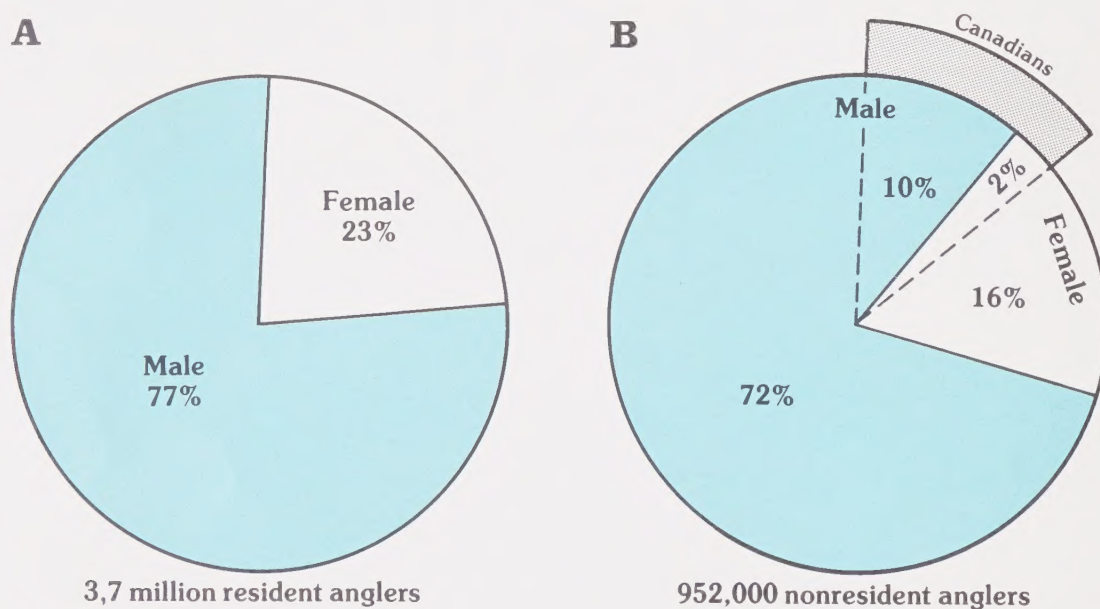 A
Female
23%
Male
77%
3,7 million resident anglers
B
Canadians
Male
10%
2%
Female
16%
72%
952,000 nonresident anglers